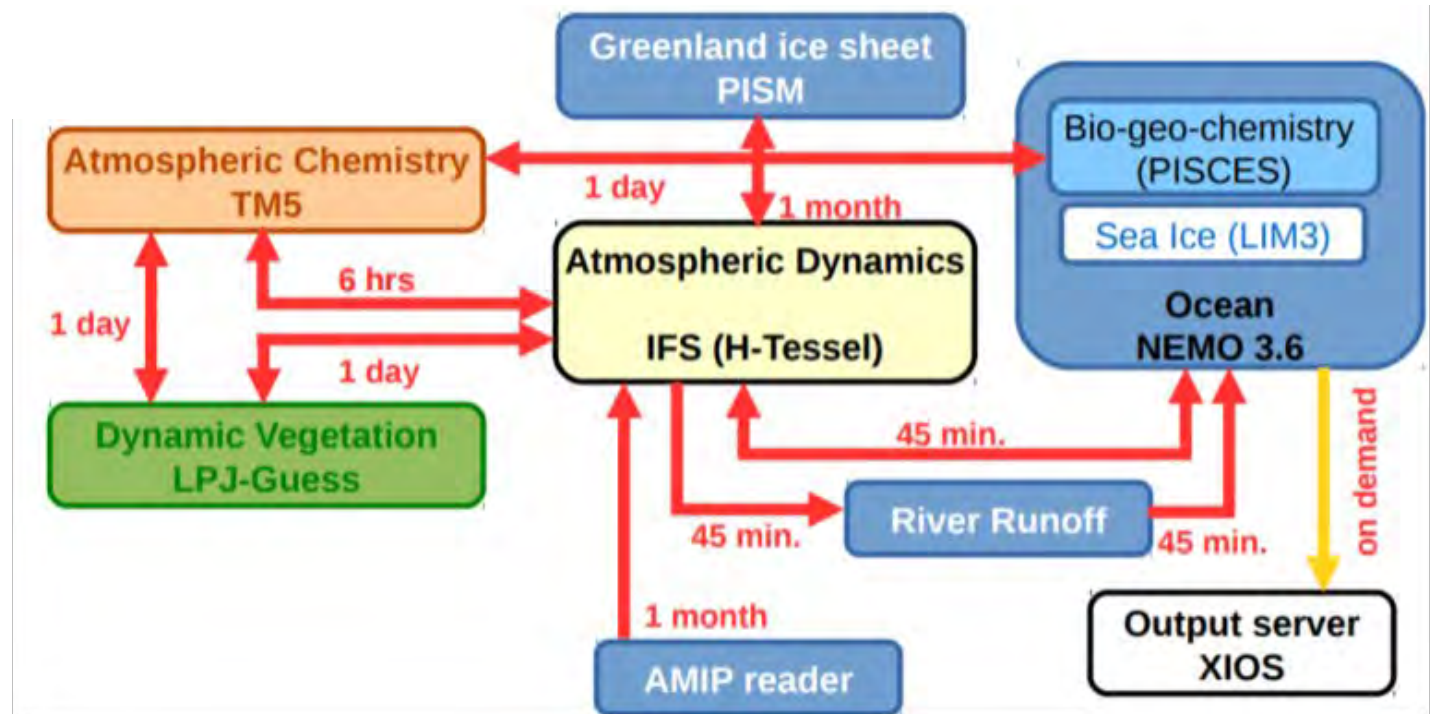 Greenland ice sheet
PISM
Atmospheric Chemistry
TM5
Bio-geo-chemistry
(PISCES)
Sea Ice (LIM3)
Ocean
NEMO 3.6
1 day
1 month
Atmospheric Dynamics
IFS (H-Tessel)
6 hrs
1 day
1 day
Dynamic Vegetation
LPJ-Guess
45 min.
River Runoff
45 min.
45 min.
on demand
1 month
AMIP reader
Output server
XIOS